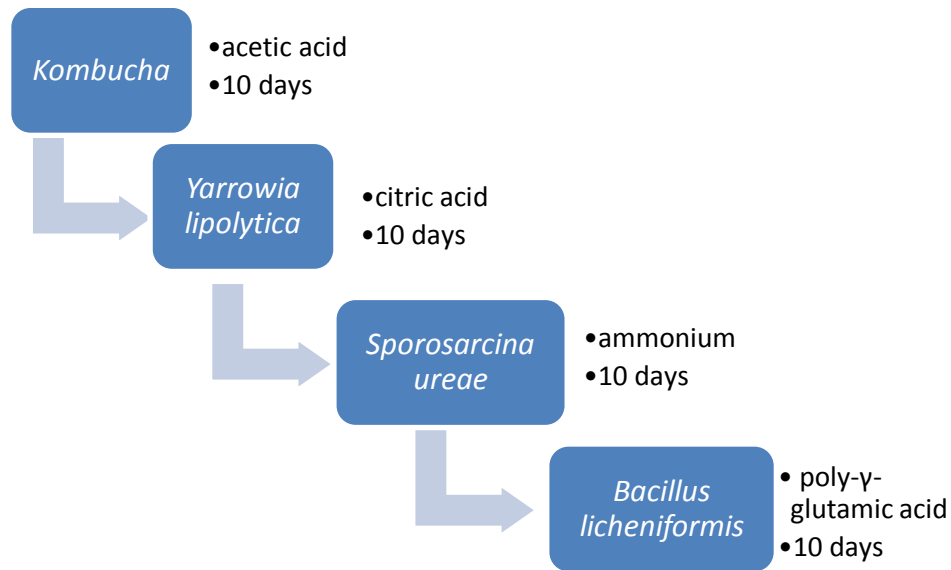 Kombucha
•acetic acid
•10 days
Yarrowia
lipolytica
•citric acid
•10 days
Sporosarcina
ureae
•ammonium
•10 days
Bacillus
licheniformis
• poly-γ-
glutamic acid
•10 days